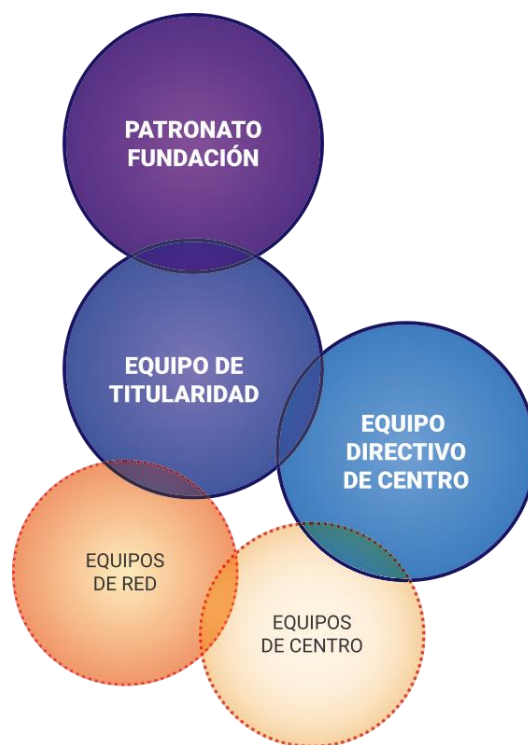 PATRONATO
FUNDACIÓN
EQUIPO DE
TITULARIDAD
EQUIPO
DIRECTIVO
DE CENTRO
EQUIPOS
DE RED
EQUIPOS
DE CENTRO